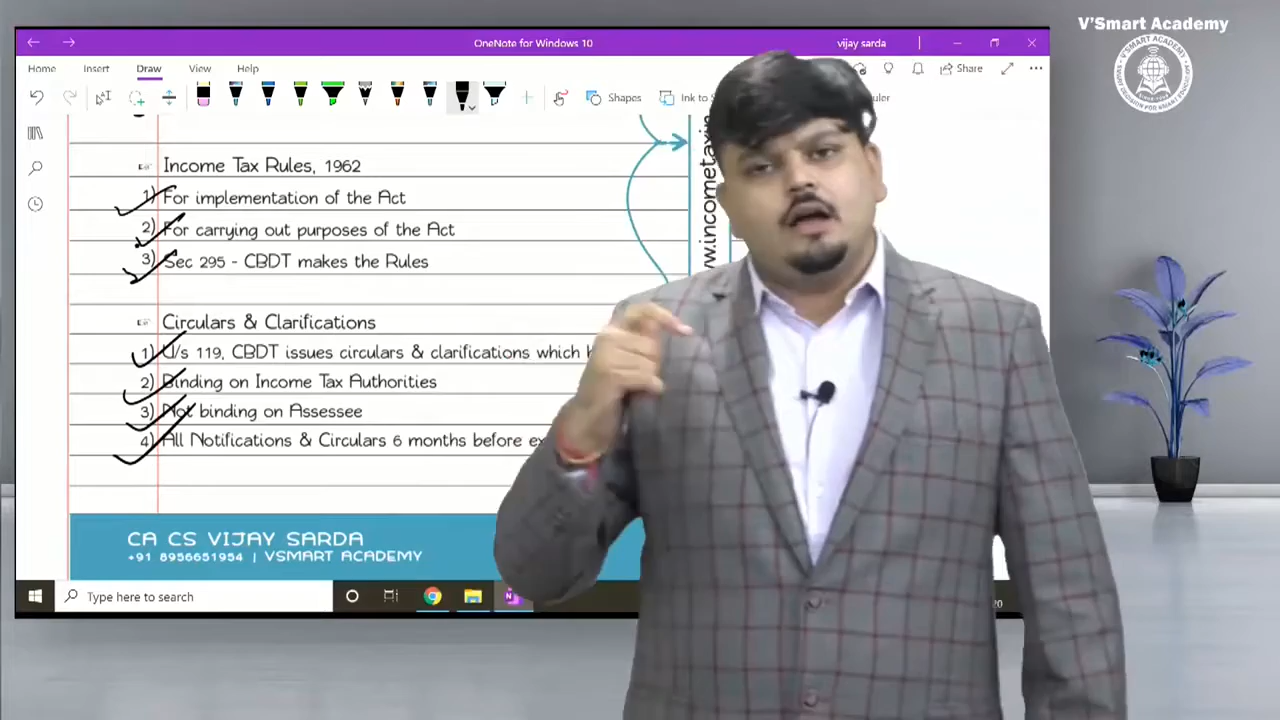 V'Smart Academy
OneNote for Windows 10
vijay sarda
Home Insert Draw View Help
Share
Shapes
Ink to
Income Tax Rules, 1962
1) For implementation of the Act
2) For carrying out purposes of the Act
3) Sec 295 - CBDT makes the Rules
Circulars & Clarifications
1) U/s 119, CBDT issues circulars & clarifications which
2) Binding on Income Tax Authorities
3) Not binding on Assessee
4) All Notifications & Circulars 6 months before
CA CS VIJAY SARDA
+91 8956651954 | VSMART ACADEMY
Type here to search